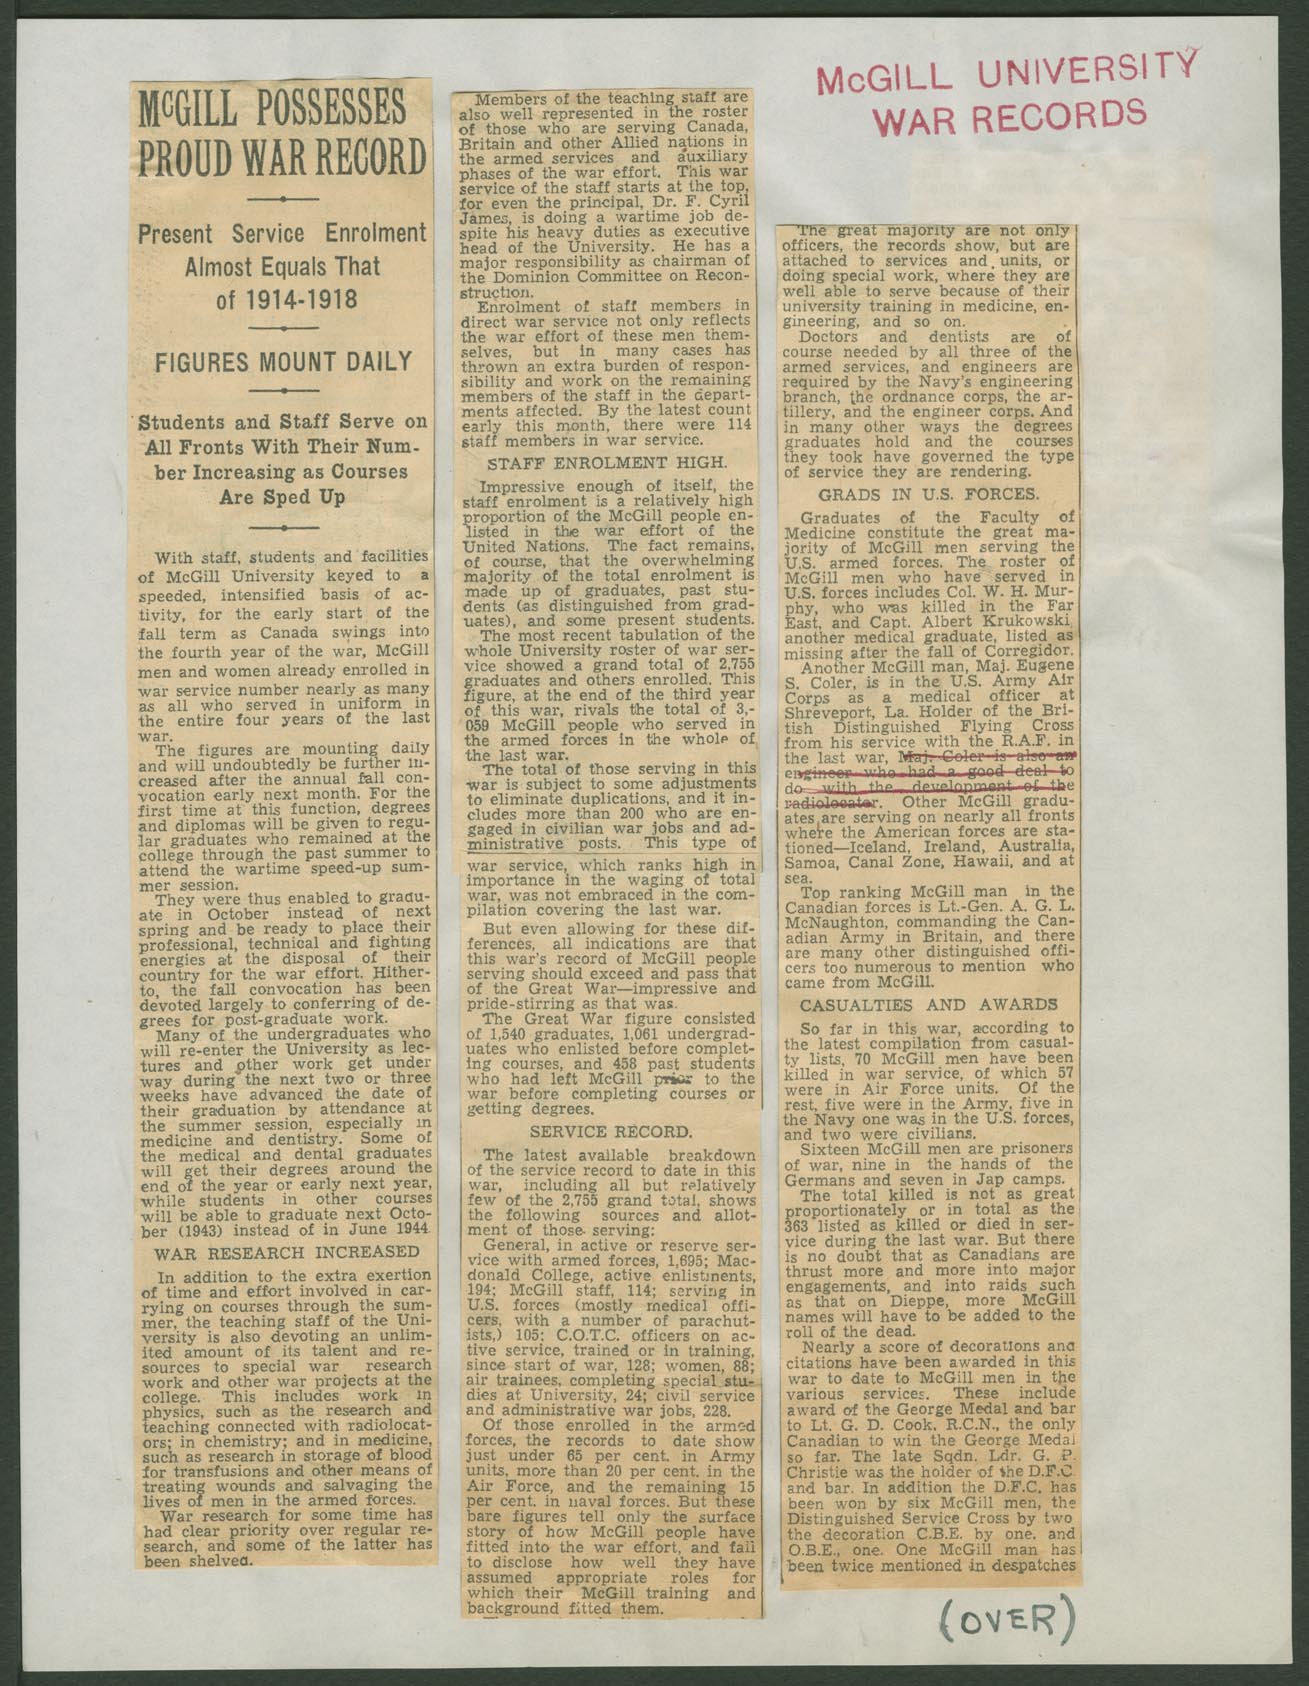 McGILL UNIVERSITY
WAR RECORDS
McGILL POSSESSES
PROUD WAR RECORD
Present Service Enrolment
Almost Equals That
of 1914-1918
FIGURES MOUNT DAILY
Students and Staff Serve on
All Fronts With Their Num-
ber Increasing as Courses
Are Sped Up
With staff, students and facilities
of McGill University keyed to a
speeded, intensified basis of ac-
tivity, for the early start of the
fall term as Canada swings into
the fourth year of the war, McGill
men and women already enrolled in
war service number nearly as many
as all who served in uniform in
the entire four years of the last
war.
The figures are mounting daily
and will undoubtedly be further in-
creased after the annual fall con-
vocation early next month. For the
first time at this function, degrees
and diplomas will be given to regu-
lar graduates who remained at the
college through the past summer to
attend the wartime speed-up sum-
mer session.
They were thus enabled to gradu-
ate in October instead of next
spring and be ready to place their
professional, technical and fighting
energies at the disposal of their
country for the war effort. Hither-
to, the fall convocation has been
devoted largely to conferring of de-
grees for post-graduate work.
Many of the undergraduates who
will re-enter the University as lec-
tures and other work get under
way during the next two or three
weeks have advanced the date of
their graduation by attendance at
the summer session, especially in
medicine and dentistry. Some of
the medical and dental graduates
will get their degrees around the
end of the year or early next year,
while students in other courses
will be able to graduate next Octo-
ber (1943) instead of in June 1944.
WAR RESEARCH INCREASED
In addition to the extra exertion
of time and effort involved in car-
rying on courses through the sum-
mer, the teaching staff of the Uni-
versity is also devoting an unlim-
ited amount of its talent and re-
sources to special war research
work and other war projects at the
college. This includes work in
physics, such as the research and
teaching connected with radiolocat-
ors; in chemistry; and in medicine,
such as research in storage of blood
for transfusions and other means of
treating wounds and salvaging the
lives of men in the armed forces.
War research for some time has
had clear priority over regular re-
search, and some of the latter has
been shelved.
Members of the teaching staff are
also well represented in the roster
of those who are serving Canada,
Britain and other Allied nations in
the armed services and auxiliary
phases of the war effort. This war
service of the staff starts at the top,
for even the principal, Dr. F. Cyril
James, is doing a wartime job de-
spite his heavy duties as executive
head of the University. He has a
major responsibility as chairman of
the Dominion Committee on Recon-
struction.
Enrolment of staff members in
direct war service not only reflects
the war effort of these men them-
selves, but in many cases has
thrown an extra burden of respon-
sibility and work on the remaining
members of the staff in the depart-
ments affected. By the latest count
early this month, there were 114
staff members in war service.
STAFF ENROLMENT HIGH.
Impressive enough of itself, the
staff enrolment is a relatively high
proportion of the McGill people en-
listed in the war effort of the
United Nations. The fact remains,
of course, that the overwhelming
majority of the total enrolment is
made up of graduates, past stu-
dents (as distinguished from grad-
uates), and some present students.
The most recent tabulation of the
whole University roster of war ser-
vice showed a grand total of 2,755
graduates and others enrolled. This
figure, at the end of the third year
of this war, rivals the total of 3,-
059 McGill people who served in
the armed forces in the whole of
the last war.
The total of those serving in this
war is subject to some adjustments
to eliminate duplications, and it in-
cludes more than 200 who are en-
gaged in civilian war jobs and ad-
ministrative posts. This type of
war service, which ranks high in
importance in the waging of total
war, was not embraced in the com-
pilation covering the last war.
But even allowing for these dif-
ferences, all indications are that
this war's record of McGill people
serving should exceed and pass that
of the Great War—impressive and
pride-stirring as that was.
The Great War figure consisted
of 1,540 graduates, 1,061 undergrad-
uates who enlisted before complet-
ing courses, and 458 past students
who had left McGill prior to the
war before completing courses or
getting degrees.
SERVICE RECORD.
The latest available breakdown
of the service record to date in this
war, including all but relatively
few of the 2,755 grand total, shows
the following sources and allot-
ment of those serving:
General, in active or reserve ser-
vice with armed forces, 1,695; Mac-
donald College, active enlistments,
194; McGill staff, 114; serving in
U.S. forces (mostly medical offi-
cers, with a number of parachut-
ists,) 105; C.O.T.C. officers on ac-
tive service, trained or in training,
since start of war, 128; women, 88;
air trainees, completing special stu-
dies at University, 24; civil service
and administrative war jobs, 228.
Of those enrolled in the armed
forces, the records to date show
just under 65 per cent. in Army
units, more than 20 per cent. in the
Air Force, and the remaining 15
per cent. in naval forces. But these
bare figures tell only the surface
story of how McGill people have
fitted into the war effort, and fail
to disclose how well they have
assumed appropriate roles for
which their McGill training and
background fitted them.
The great majority are not only
officers, the records show, but are
attached to services and units, or
doing special work, where they are
well able to serve because of their
university training in medicine, en-
gineering, and so on.
Doctors and dentists are of
course needed by all three of the
armed services, and engineers are
required by the Navy's engineering
branch, the ordnance corps, the ar-
tillery, and the engineer corps. And
in many other ways the degrees
graduates hold and the courses
they took have governed the type
of service they are rendering.
GRADS IN U.S. FORCES.
Graduates of the Faculty of
Medicine constitute the great ma-
jority of McGill men serving the
U.S. armed forces. The roster of
McGill men who have served in
U.S. forces includes Col. W. H. Mur-
phy, who was killed in the Far
East, and Capt. Albert Krukowski,
another medical graduate, listed as
missing after the fall of Corregidor.
Another McGill man, Maj. Eugene
S. Coler, is in the U.S. Army Air
Corps as a medical officer at
Shreveport, La. Holder of the Bri-
tish Distinguished Flying Cross
from his service with the R.A.F. in
the last war, Maj. Coler is also an
engineer who had a good deal to
do with the development of the
radiolocator. Other McGill gradu-
ates are serving on nearly all fronts
where the American forces are sta-
tioned—Iceland, Ireland, Australia,
Samoa, Canal Zone, Hawaii, and at
sea.
Top ranking McGill man in the
Canadian forces is Lt.-Gen. A. G. L.
McNaughton, commanding the Can-
adian Army in Britain, and there
are many other distinguished offi-
cers too numerous to mention who
came from McGill.
CASUALTIES AND AWARDS
So far in this war, according to
the latest compilation from casual-
ty lists, 70 McGill men have been
killed in war service, of which 57
were in Air Force units. Of the
rest, five were in the Army, five in
the Navy one was in the U.S. forces,
and two were civilians.
Sixteen McGill men are prisoners
of war, nine in the hands of the
Germans and seven in Jap camps.
The total killed is not as great
proportionately or in total as the
363 listed as killed or died in ser-
vice during the last war. But there
is no doubt that as Canadians are
thrust more and more into major
engagements, and into raids such
as that on Dieppe, more McGill
names will have to be added to the
roll of the dead.
Nearly a score of decorations and
citations have been awarded in this
war to date to McGill men in the
various services. These include
award of the George Medal and bar
to Lt. G. D. Cook, R.C.N., the only
Canadian to win the George Medal
so far. The late Sqdn. Ldr. G. P.
Christie was the holder of the D.F.C.
and bar. In addition the D.F.C. has
been won by six McGill men, the
Distinguished Service Cross by two
the decoration C.B.E. by one, and
O.B.E., one. One McGill man has
been twice mentioned in despatches
(OVER)